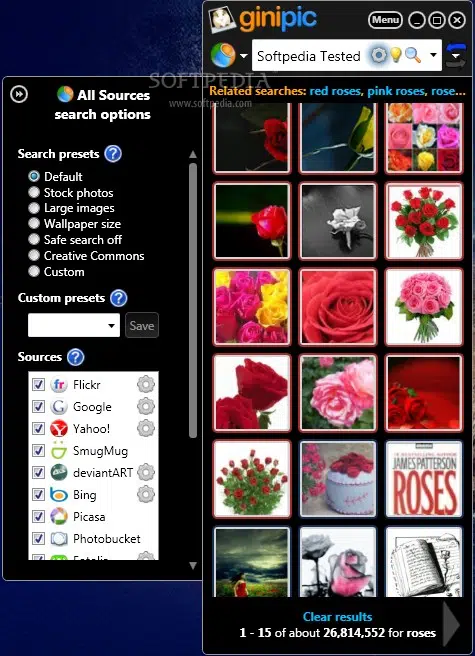 ginipic
Menu
Softpedia Tested
Related searches: red roses, pink roses, rose...
SOFTPEDIA
www.softpedia.com
All Sources
search options
Search presets ?
Default
Stock photos
Large images
Wallpaper size
Safe search off
Creative Commons
Custom
Custom presets ?
Save
Sources ?
Flickr
Google
Yahoo!
SmugMug
deviantART
Bing
Picasa
Photobucket
Fotolia
JAMES PATTERSON
ROSES
Clear results
1 - 15 of about 26,814,552 for roses